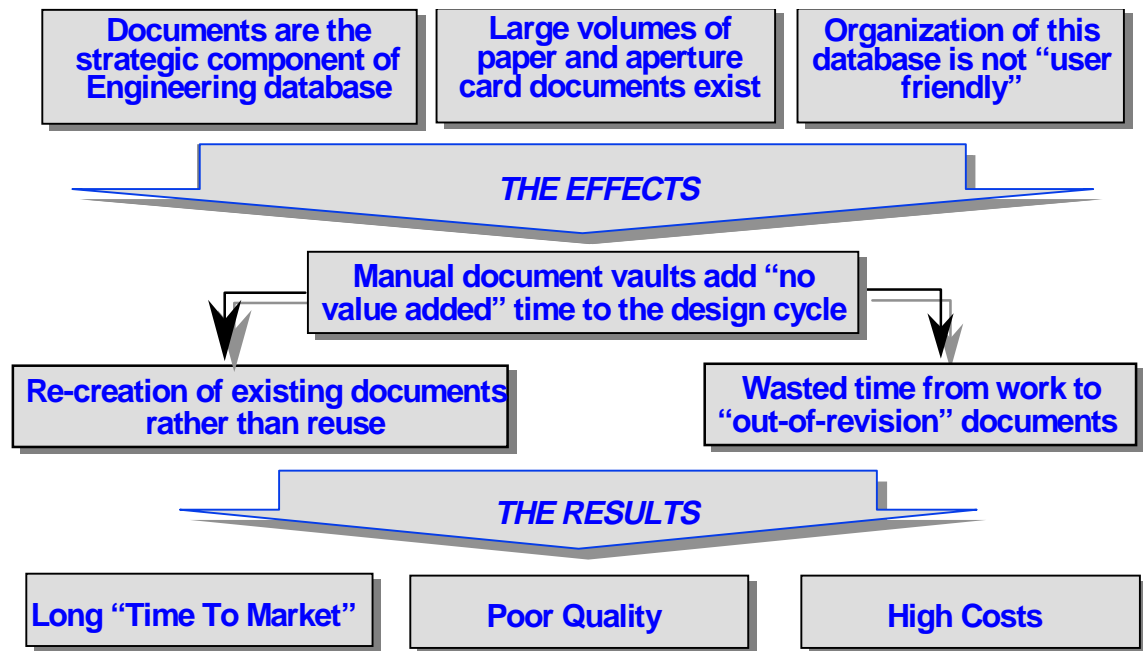 Documents are the
strategic component of
Engineering database
Large volumes of
paper and aperture
card documents exist
Organization of this
database is not “user
friendly”
THE EFFECTS
Manual document vaults add “no
value added” time to the design cycle
Re-creation of existing documents
rather than reuse
Wasted time from work to
“out-of-revision” documents
THE RESULTS
Long “Time To Market”
Poor Quality
High Costs